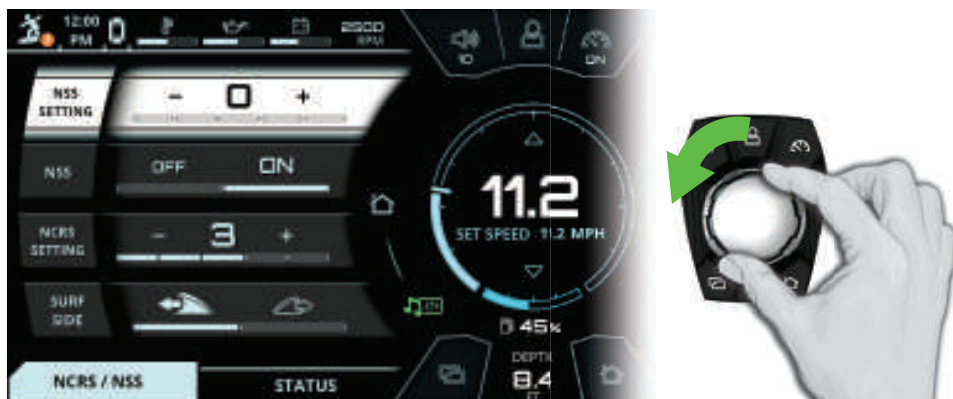 12:00
PM
2500
RPM
10
ON
NSS
SETTING
- 0 +
NSS
OFF ON
NCRS
SETTING
- 3 +
SURF
SIDE
11.2
SET SPEED 11.2 MPH
45%
DEPTH
8.4
FT
NCRS / NSS
STATUS